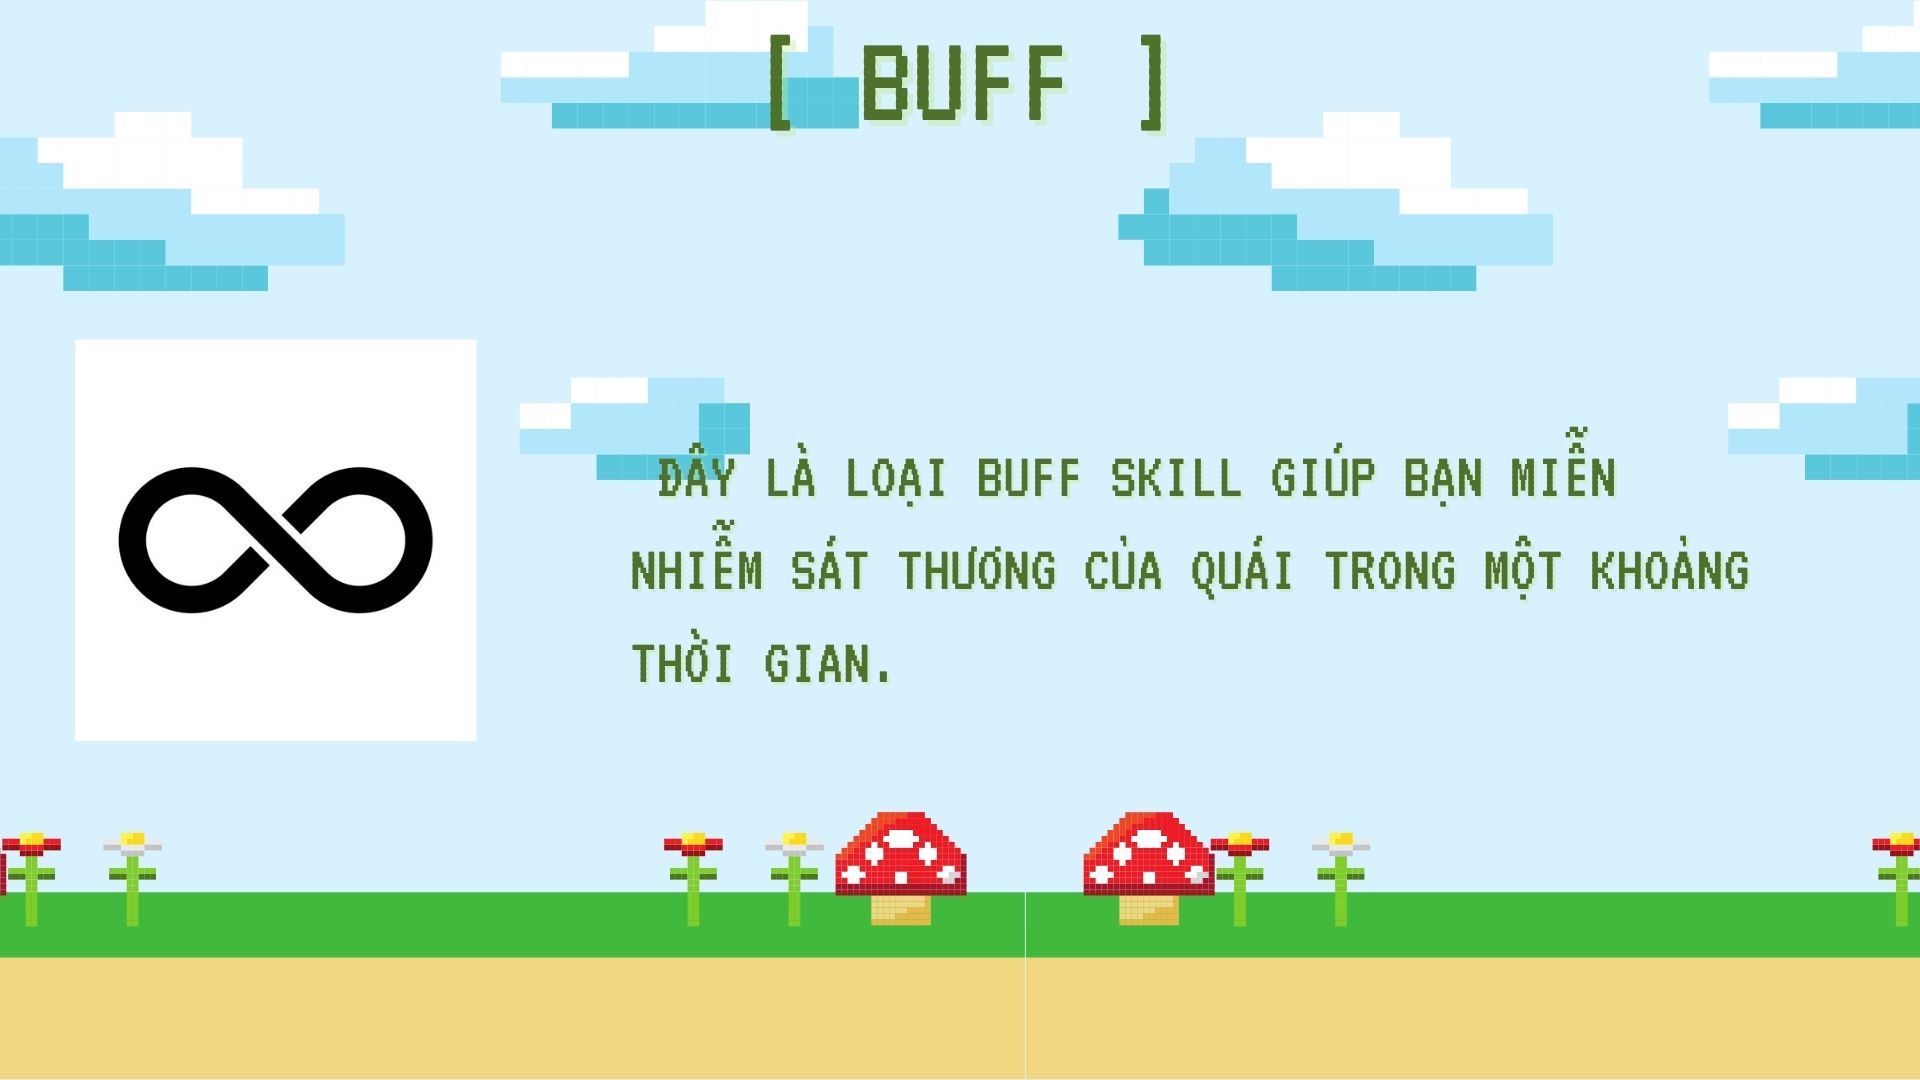 [ BUFF ]
ĐÂY LÀ LOẠI BUFF SKILL GIÚP BẠN MIỄN
NHIỄM SÁT THƯƠNG CỦA QUÁI TRONG MỘT KHOẢNG
THỜI GIAN.